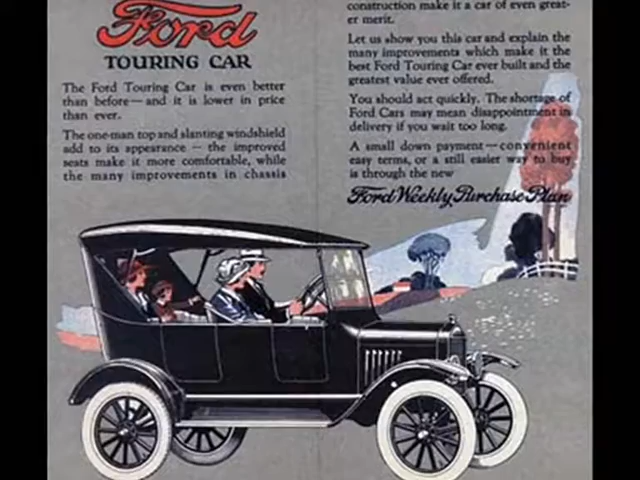 Ford
TOURING CAR
The Ford Touring Car is even better
than before—and it is lower in price
than ever.
The one-man top and slanting windshield
add to its appearance — the improved
seats make it more comfortable, while
the many improvements in chassis
construction make it a car of even great-
er merit.
Let us show you this car and explain the
many improvements which make it the
best Ford Touring Car ever built and the
greatest value ever offered.
You should act quickly. The shortage of
Ford Cars may mean disappointment in
delivery if you wait too long.
A small down payment—convenient
easy terms, or a still easier way to buy
is through the new
Ford Weekly Purchase Plan